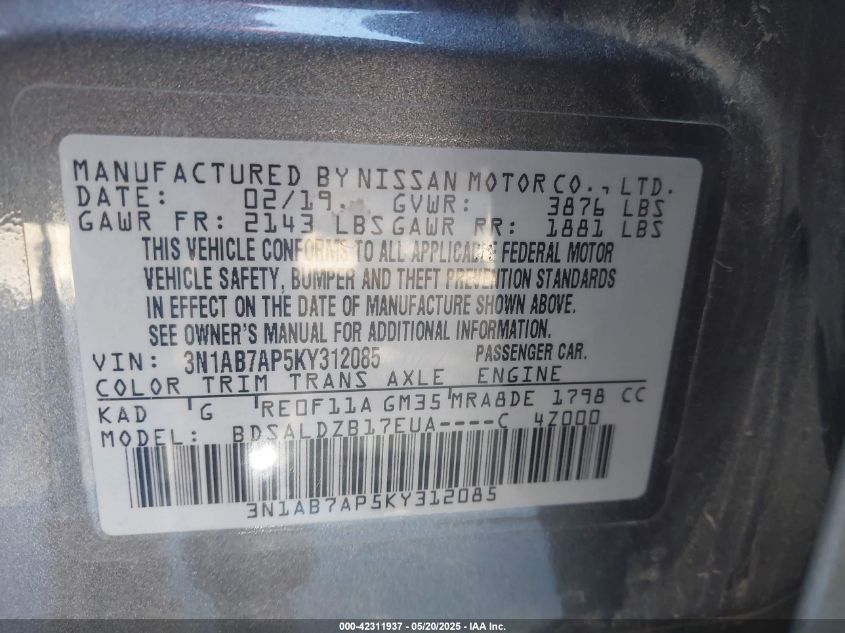 MANUFACTURED BY NISSAN MOTOR CO., LTD.
DATE: 02/19. GVWR: 3876 LBS
GAWR FR: 2143 LBS GAWR RR: 1881 LBS
THIS VEHICLE CONFORMS TO ALL APPLICABLE FEDERAL MOTOR
VEHICLE SAFETY, BUMPER AND THEFT PREVENTION STANDARDS
IN EFFECT ON THE DATE OF MANUFACTURE SHOWN ABOVE.
SEE OWNER'S MANUAL FOR ADDITIONAL INFORMATION.
VIN: 3N1AB7AP5KY312085 PASSENGER CAR.
COLOR TRIM TRANS AXLE ENGINE
KAD G RE0F11A GM35 MRA8DE 1798 CC
MODEL: BDSALDZB17EUA----C 4Z000
3N1AB7AP5KY312085
000-42311937 - 05/20/2025 - IAA Inc.